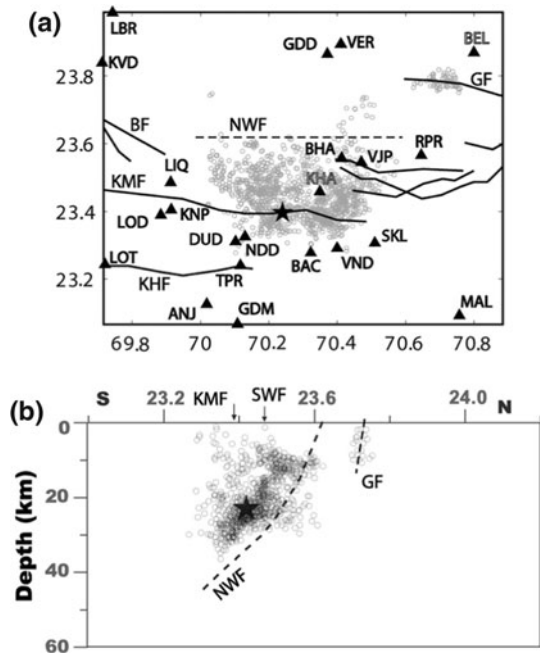 (a)
LBR
GDD
VER
BEL
KVD
23.8
GF
BF
NWF
23.6
BHA
VJP
RPR
LIQ
KHA
KMF
23.4
LOD
KNP
DUD
NDD
BAC
VND
SKL
LOT
23.2
KHF
TPR
ANJ
GDM
MAL
69.8 70 70.2 70.4 70.6 70.8
(b)
KMF SWF
S 23.2 23.6 24.0 N
0
GF
20
NWF
40
60
Depth (km)